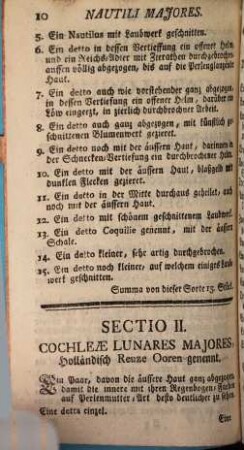 10 NAUTILI MAJORES.
5. Ein Nautilus mit Laubwerk geschnitten.
6. Ein detto in dessen Vertieffung ein offener Helm
und ein Reichs-Adler mit Zierathen durchgebrochen,
aussen völlig abgezogen, bis auf die Perlenglänzende
Haut.
7. Ein detto auch wie vorstehender ganz abgezogen,
in dessen Vertiefung ein offener Helm, darüber ein
Löw eingeezt, in zierlich durchbrochner Arbeit.
8. Ein detto auch ganz abgezogen, mit künstlich
schnittenen Blumenwerk gezieret.
9. Ein detto noch mit der äussern Haut, darinnen in
der Schnecken-Vertiefung ein durchbrochener Helm.
10. Ein detto mit der äussern Haut, blaßgelb mit
dunklen Flecken gezieret.
11. Ein detto in der Mitte durchaus getheilet, und
noch mit der äussern Haut.
12. Ein detto mit schönem geschnittenem Laubwerk.
13. Ein detto Coquille genennt, mit der äusser
Schale.
14. Ein detto kleiner, sehr artig durchgebrochen.
15. Ein detto noch kleiner, auf welchem einiges Laub-
werk geschnitten.
Summa von dieser Sorte 15. Stück.
SECTIO II.
COCHLEÆ LUNARES MAJORES,
Holländisch Reuze Ooren genennt.
Ein Paar, davon die äussere Haut ganz abgezogen,
damit die innere mit ihren Regenbogen-Farben
auf Perlenmutter-Art desto deutlicher zu sehen.
Eine detto einzel.
Eine